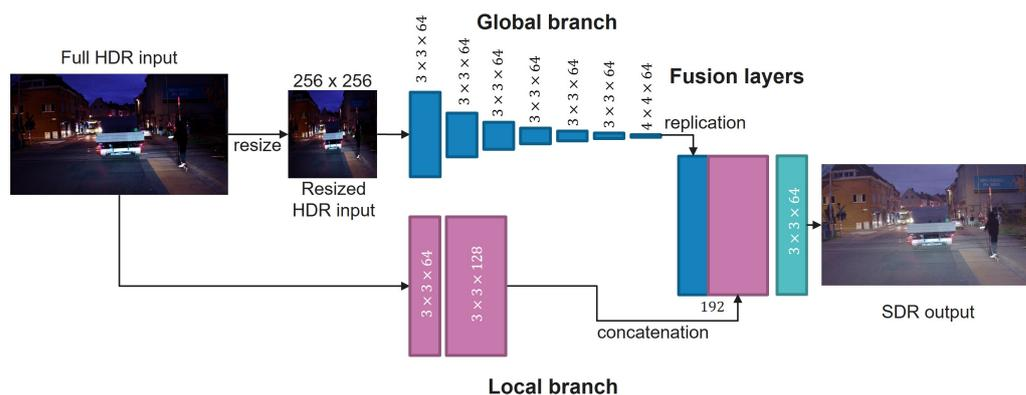 Global branch
Full HDR input
256 x 256
3 × 3 × 64
3 × 3 × 64
3 × 3 × 64
3 × 3 × 64
3 × 3 × 64
3 × 3 × 64
4 × 4 × 64
Fusion layers
resize
replication
Resized
HDR input
3 × 3 × 64
3 × 3 × 128
192
3 × 3 × 64
SDR output
concatenation
Local branch